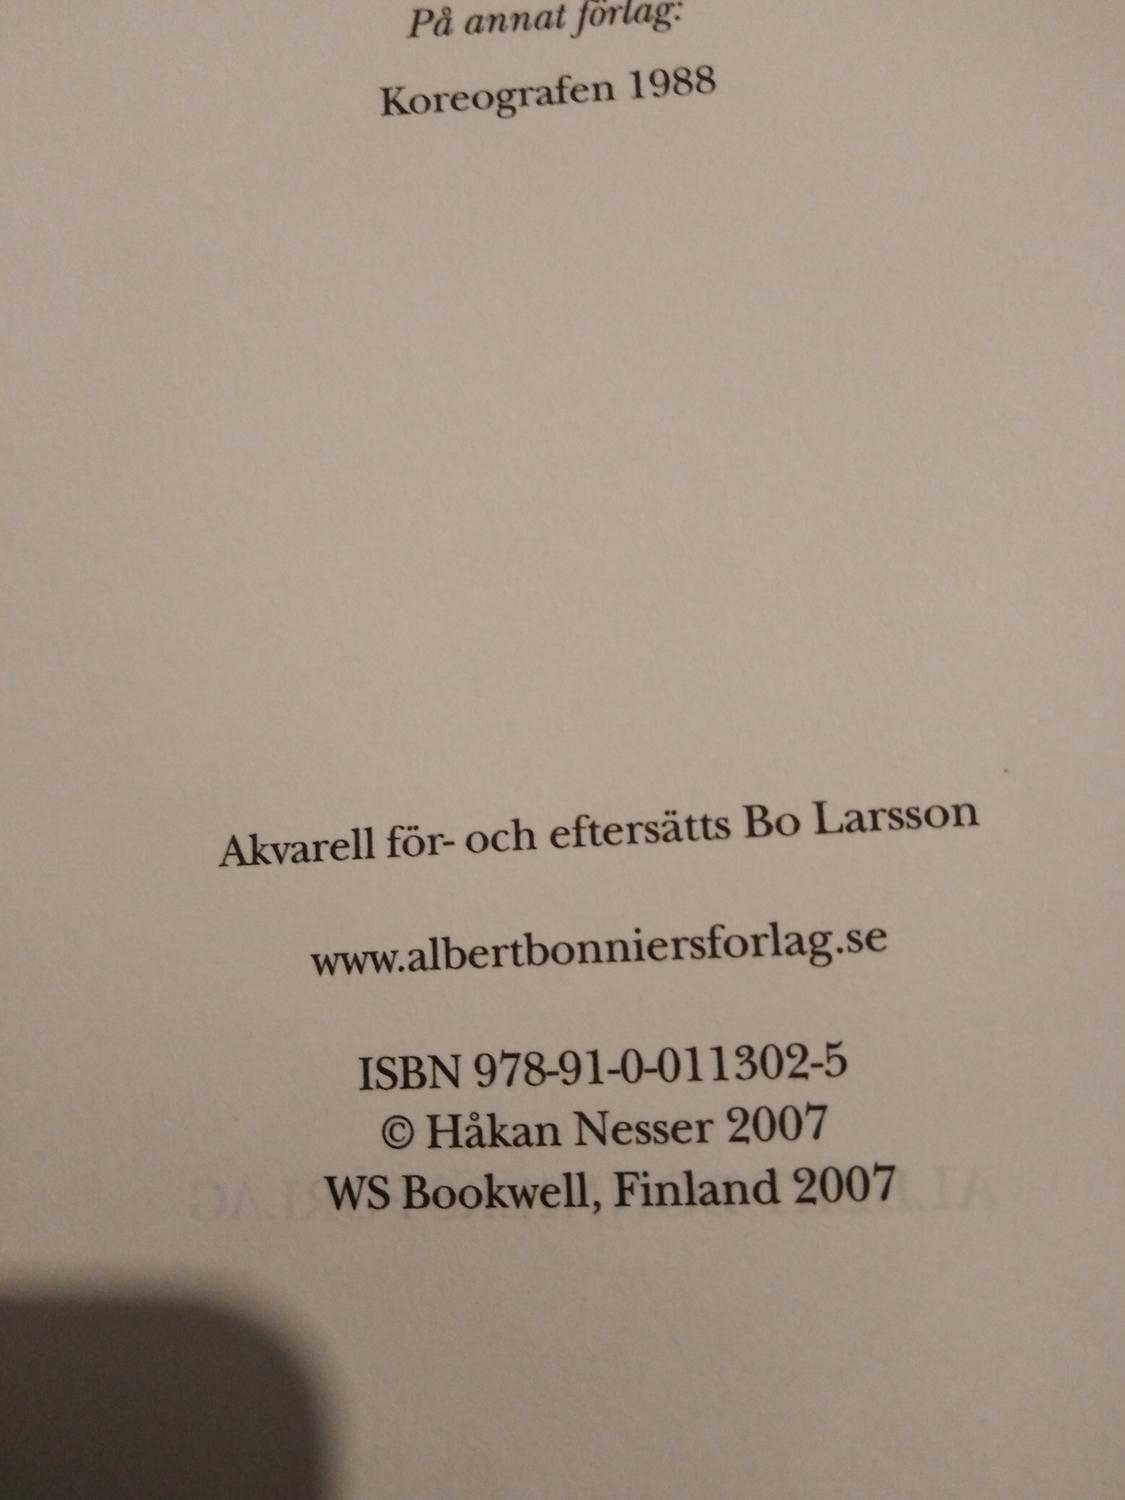 På annat förlag:
Koreografen 1988
Akvarell för- och eftersätts Bo Larsson
www.albertbonniersforlag.se
ISBN 978-91-0-011302-5
© Håkan Nesser 2007
WS Bookwell, Finland 2007